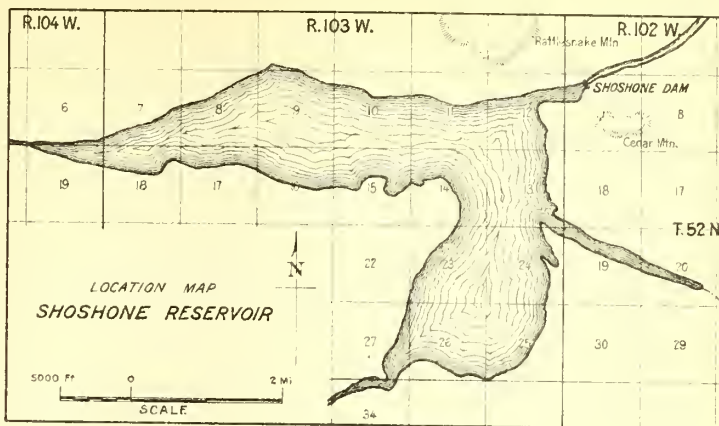 R.104 W. R.103 W. R.102 W.
Rattlesnake Mtn
SHOSHONE DAM
6 7 8 9 10 11 8
Cedar Mtn.
19 18 17 16 15 14 13 18 17
T. 52 N
22 23 24 19 20
N
LOCATION MAP
SHOSHONE RESERVOIR
27 26 25 30 29
5000 Ft 0 2 Mi
SCALE
34